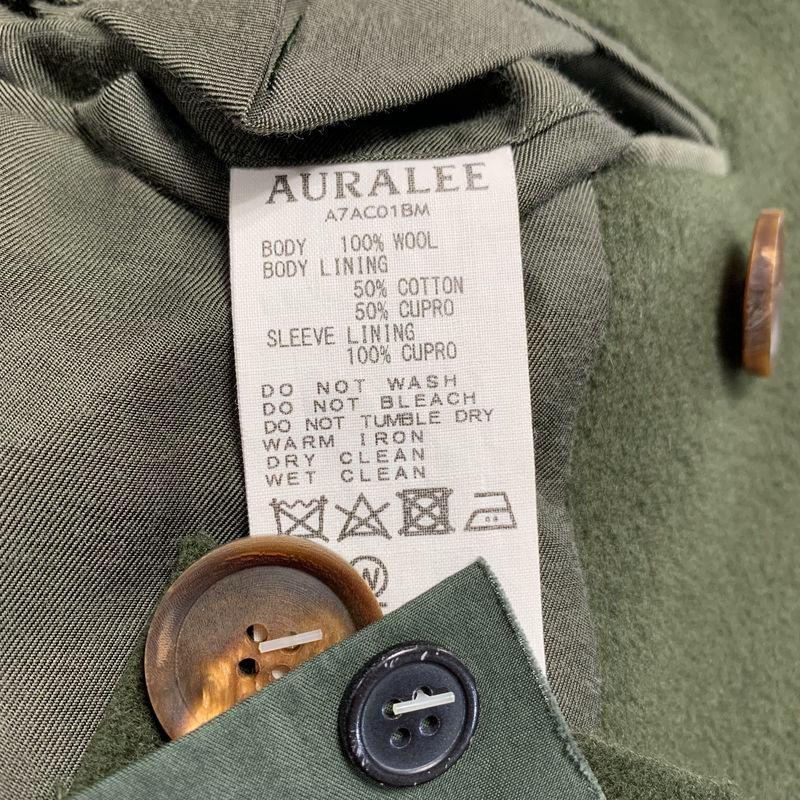 AURALEE
A7AC01BM
BODY 100% WOOL
BODY LINING
50% COTTON
50% CUPRO
SLEEVE LINING
100% CUPRO
DO NOT WASH
DO NOT BLEACH
DO NOT TUMBLE DRY
WARM IRON
DRY CLEAN
WET CLEAN
W